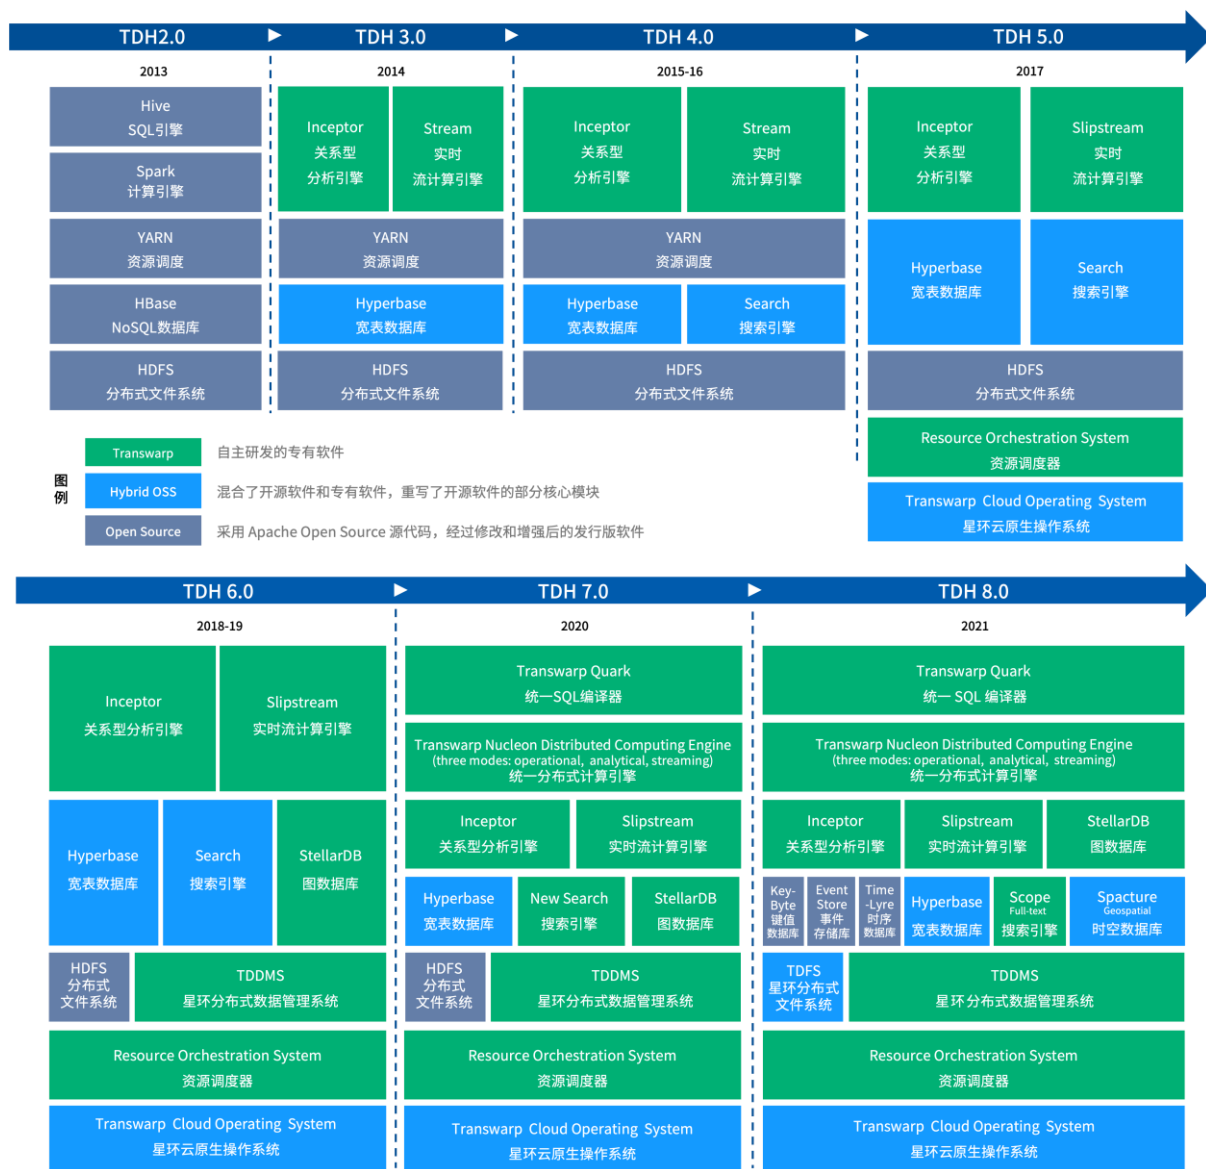 TDH2.0
TDH 3.0
TDH 4.0
TDH 5.0
2013
2014
2015-16
2017
Hive
SQL引擎
Spark
计算引擎
YARN
资源调度
HBase
NoSQL数据库
HDFS
分布式文件系统
Inceptor
关系型
分析引擎
Stream
实时
流计算引擎
YARN
资源调度
Hyperbase
宽表数据库
HDFS
分布式文件系统
Inceptor
关系型
分析引擎
Stream
实时
流计算引擎
YARN
资源调度
Hyperbase
宽表数据库
Search
搜索引擎
HDFS
分布式文件系统
Inceptor
关系型
分析引擎
Slipstream
实时
流计算引擎
Hyperbase
宽表数据库
Search
搜索引擎
HDFS
分布式文件系统
Resource Orchestration System
资源调度器
Transwarp Cloud Operating System
星环云原生操作系统
图
例
Transwarp
自主研发的专有软件
Hybrid OSS
混合了开源软件和专有软件，重写了开源软件的部分核心模块
Open Source
采用 Apache Open Source 源代码，经过修改和增强后的发行版软件
TDH 6.0
TDH 7.0
TDH 8.0
2018-19
2020
2021
Inceptor
关系型分析引擎
Slipstream
实时流计算引擎
Hyperbase
宽表数据库
Search
搜索引擎
StellarDB
图数据库
HDFS
分布式
文件系统
TDDMS
星环分布式数据管理系统
Resource Orchestration System
资源调度器
Transwarp Cloud Operating System
星环云原生操作系统
Transwarp Quark
统一SQL编译器
Transwarp Nucleon Distributed Computing Engine
(three modes: operational, analytical, streaming)
统一分布式计算引擎
Inceptor
关系型分析引擎
Slipstream
实时流计算引擎
Hyperbase
宽表数据库
New Search
搜索引擎
StellarDB
图数据库
HDFS
分布式
文件系统
TDDMS
星环分布式数据管理系统
Resource Orchestration System
资源调度器
Transwarp Cloud Operating System
星环云原生操作系统
Transwarp Quark
统一 SQL 编译器
Transwarp Nucleon Distributed Computing Engine
(three modes: operational, analytical, streaming)
统一分布式计算引擎
Inceptor
关系型分析引擎
Slipstream
实时流计算引擎
StellarDB
图数据库
Key-
Byte
键值
数据库
Event
Store
事件
存储库
Time
-Lyre
时序
数据库
Hyperbase
宽表数据库
Scope
Full-text
搜索引擎
Spacture
Geospatial
时空数据库
TDFS
星环分布式
文件系统
TDDMS
星环分布式数据管理系统
Resource Orchestration System
资源调度器
Transwarp Cloud Operating System
星环云原生操作系统